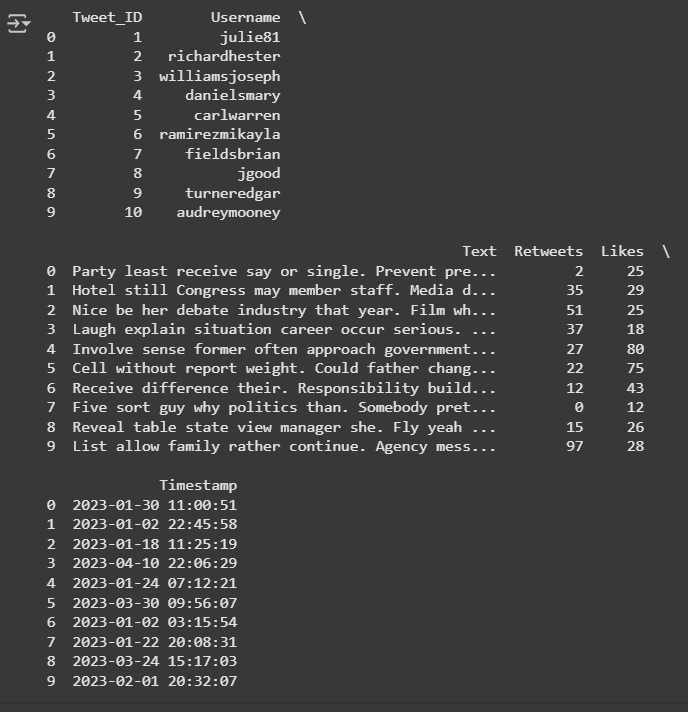 Tweet_ID Username \
0 1 julie81
1 2 richardhester
2 3 williamsjoseph
3 4 danielsmary
4 5 carlwarren
5 6 ramirezmikayla
6 7 fieldsbrian
7 8 jgood
8 9 turneredgar
9 10 audreymooney
Text Retweets Likes \
0 Party least receive say or single. Prevent pre... 2 25
1 Hotel still Congress may member staff. Media d... 35 29
2 Nice be her debate industry that year. Film wh... 51 25
3 Laugh explain situation career occur serious. ... 37 18
4 Involve sense former often approach government... 27 80
5 Cell without report weight. Could father chang... 22 75
6 Receive difference their. Responsibility build... 12 43
7 Five sort guy why politics than. Somebody pret... 0 12
8 Reveal table state view manager she. Fly yeah ... 15 26
9 List allow family rather continue. Agency mess... 97 28
Timestamp
0 2023-01-30 11:00:51
1 2023-01-02 22:45:58
2 2023-01-18 11:25:19
3 2023-04-10 22:06:29
4 2023-01-24 07:12:21
5 2023-03-30 09:56:07
6 2023-01-02 03:15:54
7 2023-01-22 20:08:31
8 2023-03-24 15:17:03
9 2023-02-01 20:32:07